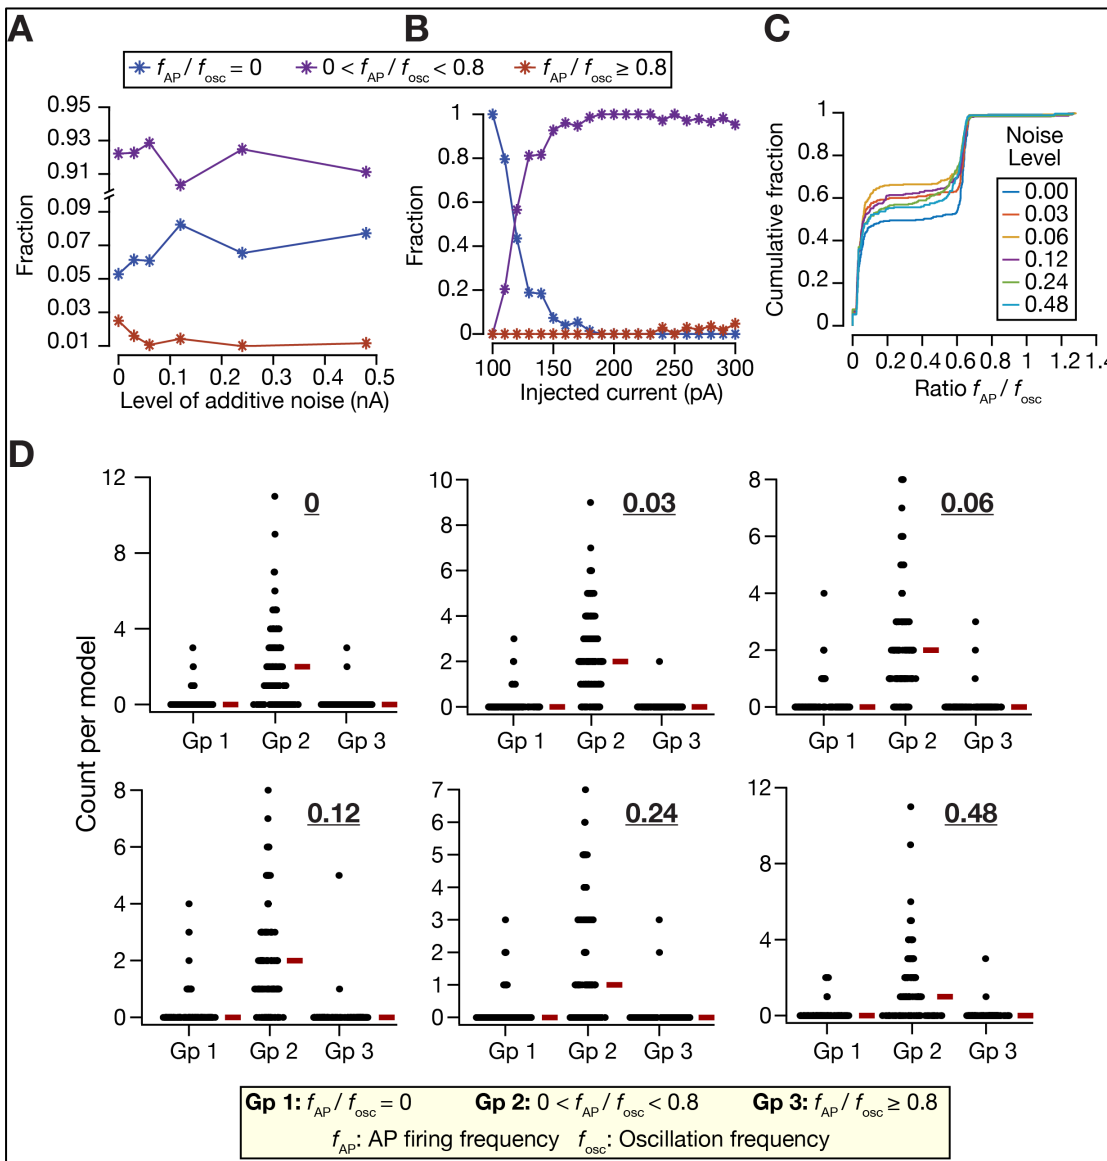 A
B
C
f_AP / f_osc = 0
0 < f_AP / f_osc < 0.8
f_AP / f_osc ≥ 0.8
0.95
0.93
0.91
0.09
0.07
0.05
0.03
0.01
Fraction
0 0.1 0.2 0.3 0.4 0.5
Level of additive noise (nA)
1
0.8
0.6
0.4
0.2
0
Fraction
100 150 200 250 300
Injected current (pA)
1
0.8
0.6
0.4
0.2
0
Cumulative fraction
Noise
Level
0.00
0.03
0.06
0.12
0.24
0.48
0 0.2 0.4 0.6 0.8 1 1.2 1.4
Ratio f_AP / f_osc
D
Count per model
0
12
8
4
0
Gp 1 Gp 2 Gp 3
0.03
10
8
6
4
2
0
Gp 1 Gp 2 Gp 3
0.06
8
6
4
2
0
Gp 1 Gp 2 Gp 3
0.12
8
6
4
2
0
Gp 1 Gp 2 Gp 3
0.24
7
6
5
4
3
2
1
0
Gp 1 Gp 2 Gp 3
0.48
12
8
4
0
Gp 1 Gp 2 Gp 3
Gp 1: f_AP / f_osc = 0 Gp 2: 0 < f_AP / f_osc < 0.8 Gp 3: f_AP / f_osc ≥ 0.8
f_AP: AP firing frequency f_osc: Oscillation frequency